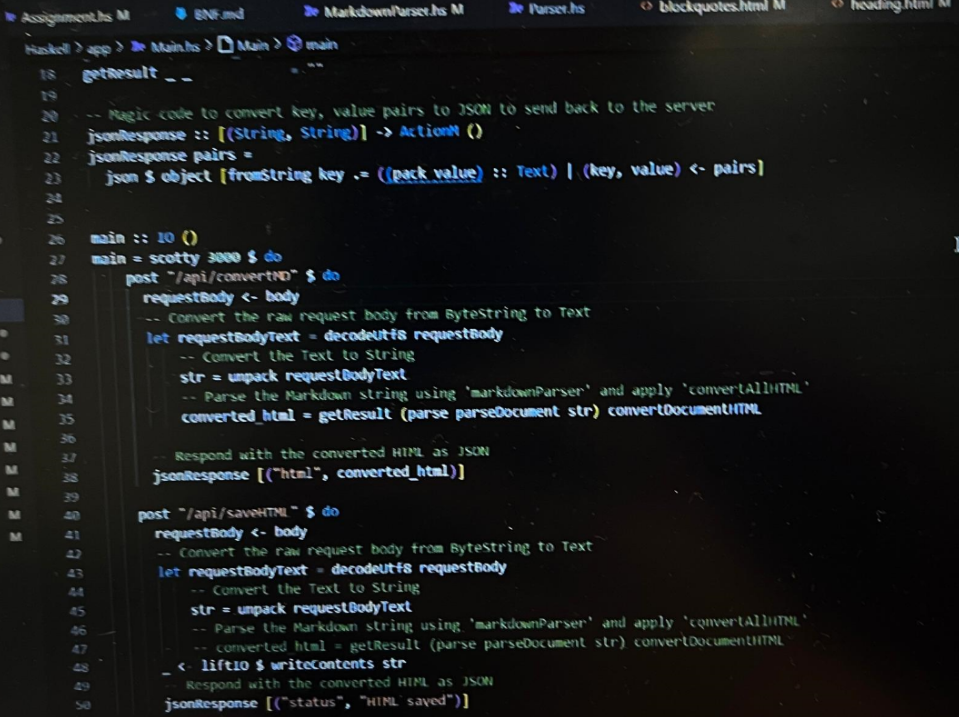 Assignment.hs M BNF.md MarkdownParser.hs M Parser.hs blockquotes.html M heading.html M
Haskell > app > Main.hs > Main > main
18 getResult _ _ = ""
19
20 -- Magic code to convert key, value pairs to JSON to send back to the server
21 jsonResponse :: [(String, String)] -> ActionM ()
22 jsonResponse pairs =
23 json $ object [fromString key .= ((pack value) :: Text) | (key, value) <- pairs]
24
25
26 main :: IO ()
27 main = scotty 3000 $ do
28 post "/api/convertMD" $ do
29 requestBody <- body
30 -- Convert the raw request body from ByteString to Text
31 let requestBodyText = decodeUtf8 requestBody
32 -- Convert the Text to String
33 str = unpack requestBodyText
34 -- Parse the Markdown string using 'markdownParser' and apply 'convertAllHTML'
35 converted_html = getResult (parse parseDocument str) convertDocumentHTML
36
37 -- Respond with the converted HTML as JSON
38 jsonResponse [("html", converted_html)]
39
40 post "/api/saveHTML" $ do
41 requestBody <- body
42 -- Convert the raw request body from ByteString to Text
43 let requestBodyText = decodeUtf8 requestBody
44 -- Convert the Text to String
45 str = unpack requestBodyText
46 -- Parse the Markdown string using 'markdownParser' and apply 'convertAllHTML'
47 -- converted html = getResult (parse parseDocument str) convertDocumentHTML
48 _ <- liftIO $ writeContents str
49 -- Respond with the converted HTML as JSON
50 jsonResponse [("status", "HTML saved")]
M
M
M
M
M
M
M
M